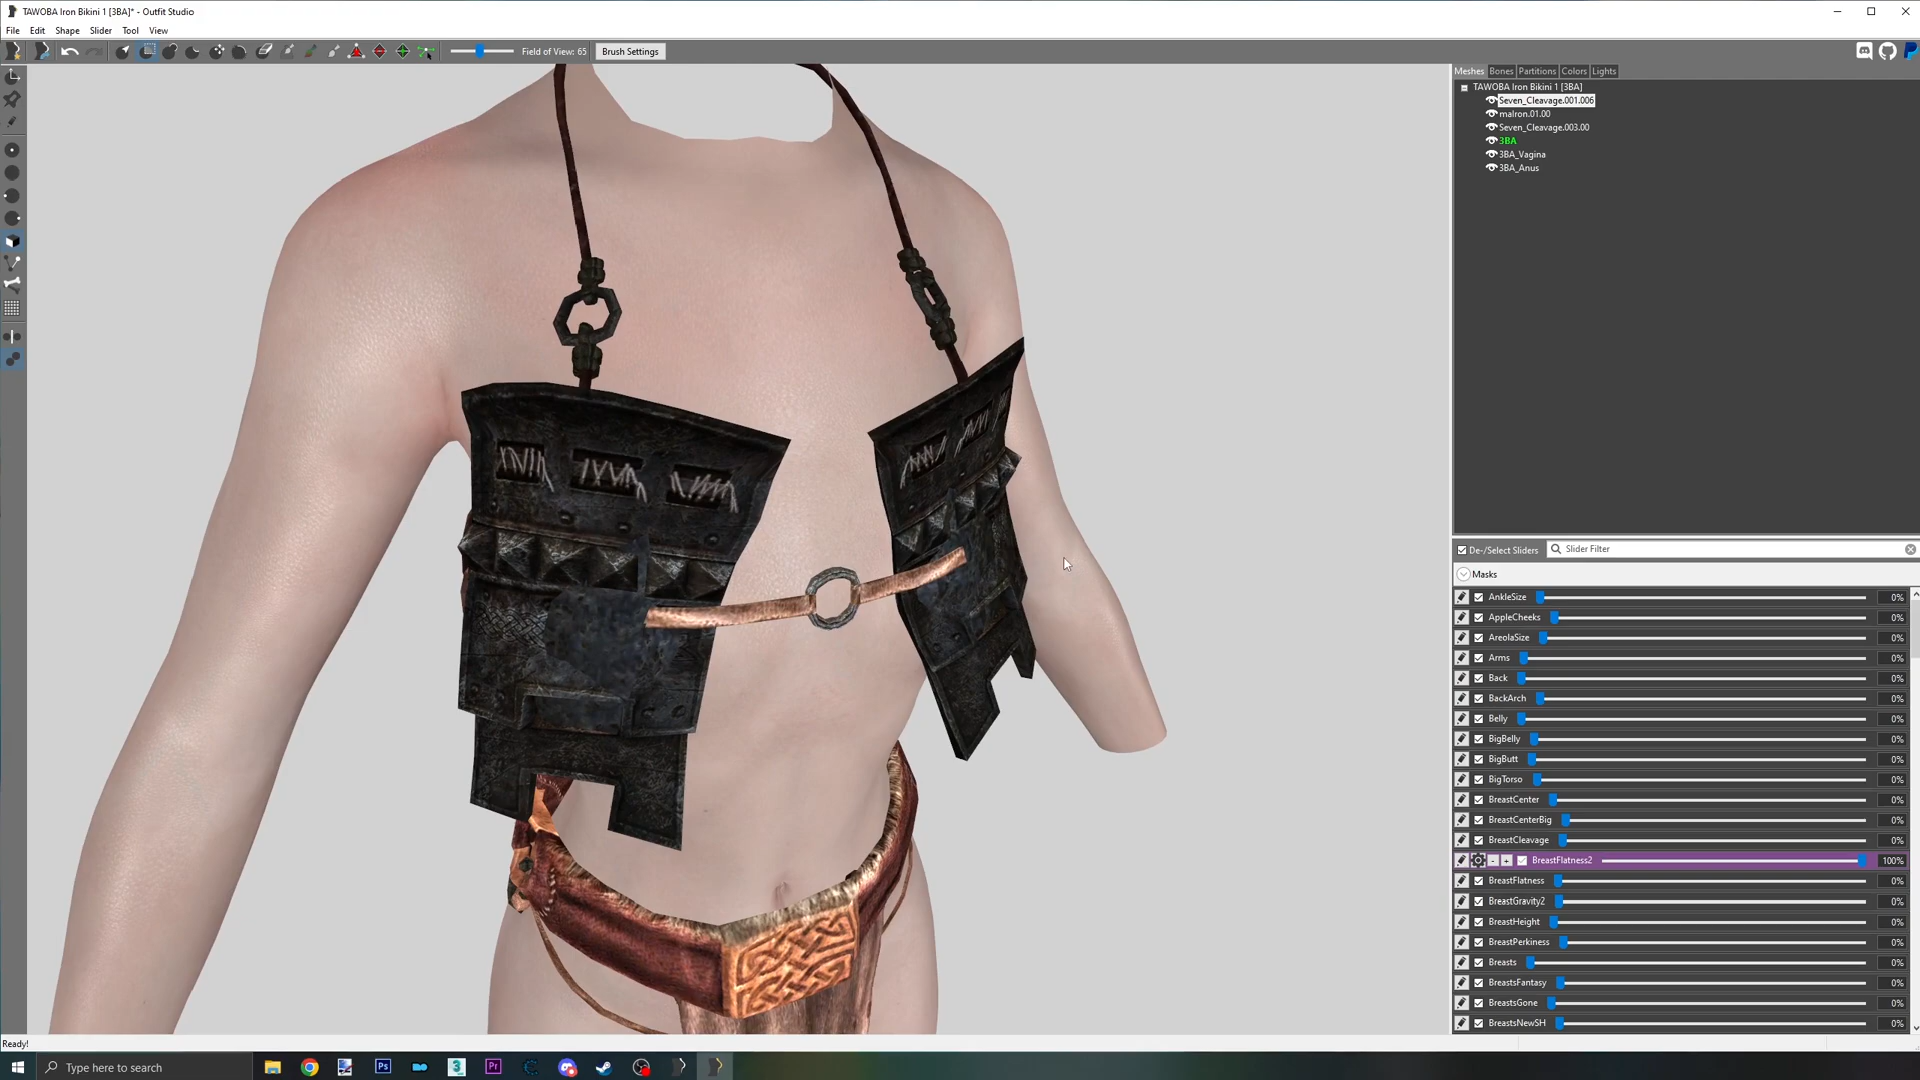 TAWOBA Iron Bikini 1 [3BA]* - Outfit Studio
File Edit Shape Slider Tool View
Field of View: 65 Brush Settings
Meshes Bones Partitions Colors Lights
TAWOBA Iron Bikini 1 [3BA]
Seven_Cleavage.001.006
malron.01.00
Seven_Cleavage.003.00
3BA
3BA_Vagina
3BA_Anus
De-/Select Sliders Slider Filter
Masks
AnkleSize 0%
AppleCheeks 0%
AreolaSize 0%
Arms 0%
Back 0%
BackArch 0%
Belly 0%
BigBelly 0%
BigButt 0%
BigTorso 0%
BreastCenter 0%
BreastCenterBig 0%
BreastCleavage 0%
- + BreastFlatness2 100%
BreastFlatness 0%
BreastGravity2 0%
BreastHeight 0%
BreastPerkiness 0%
Breasts 0%
BreastsFantasy 0%
BreastsGone 0%
BreastsNewSH 0%
Ready!
Type here to search Ps 3 Pr